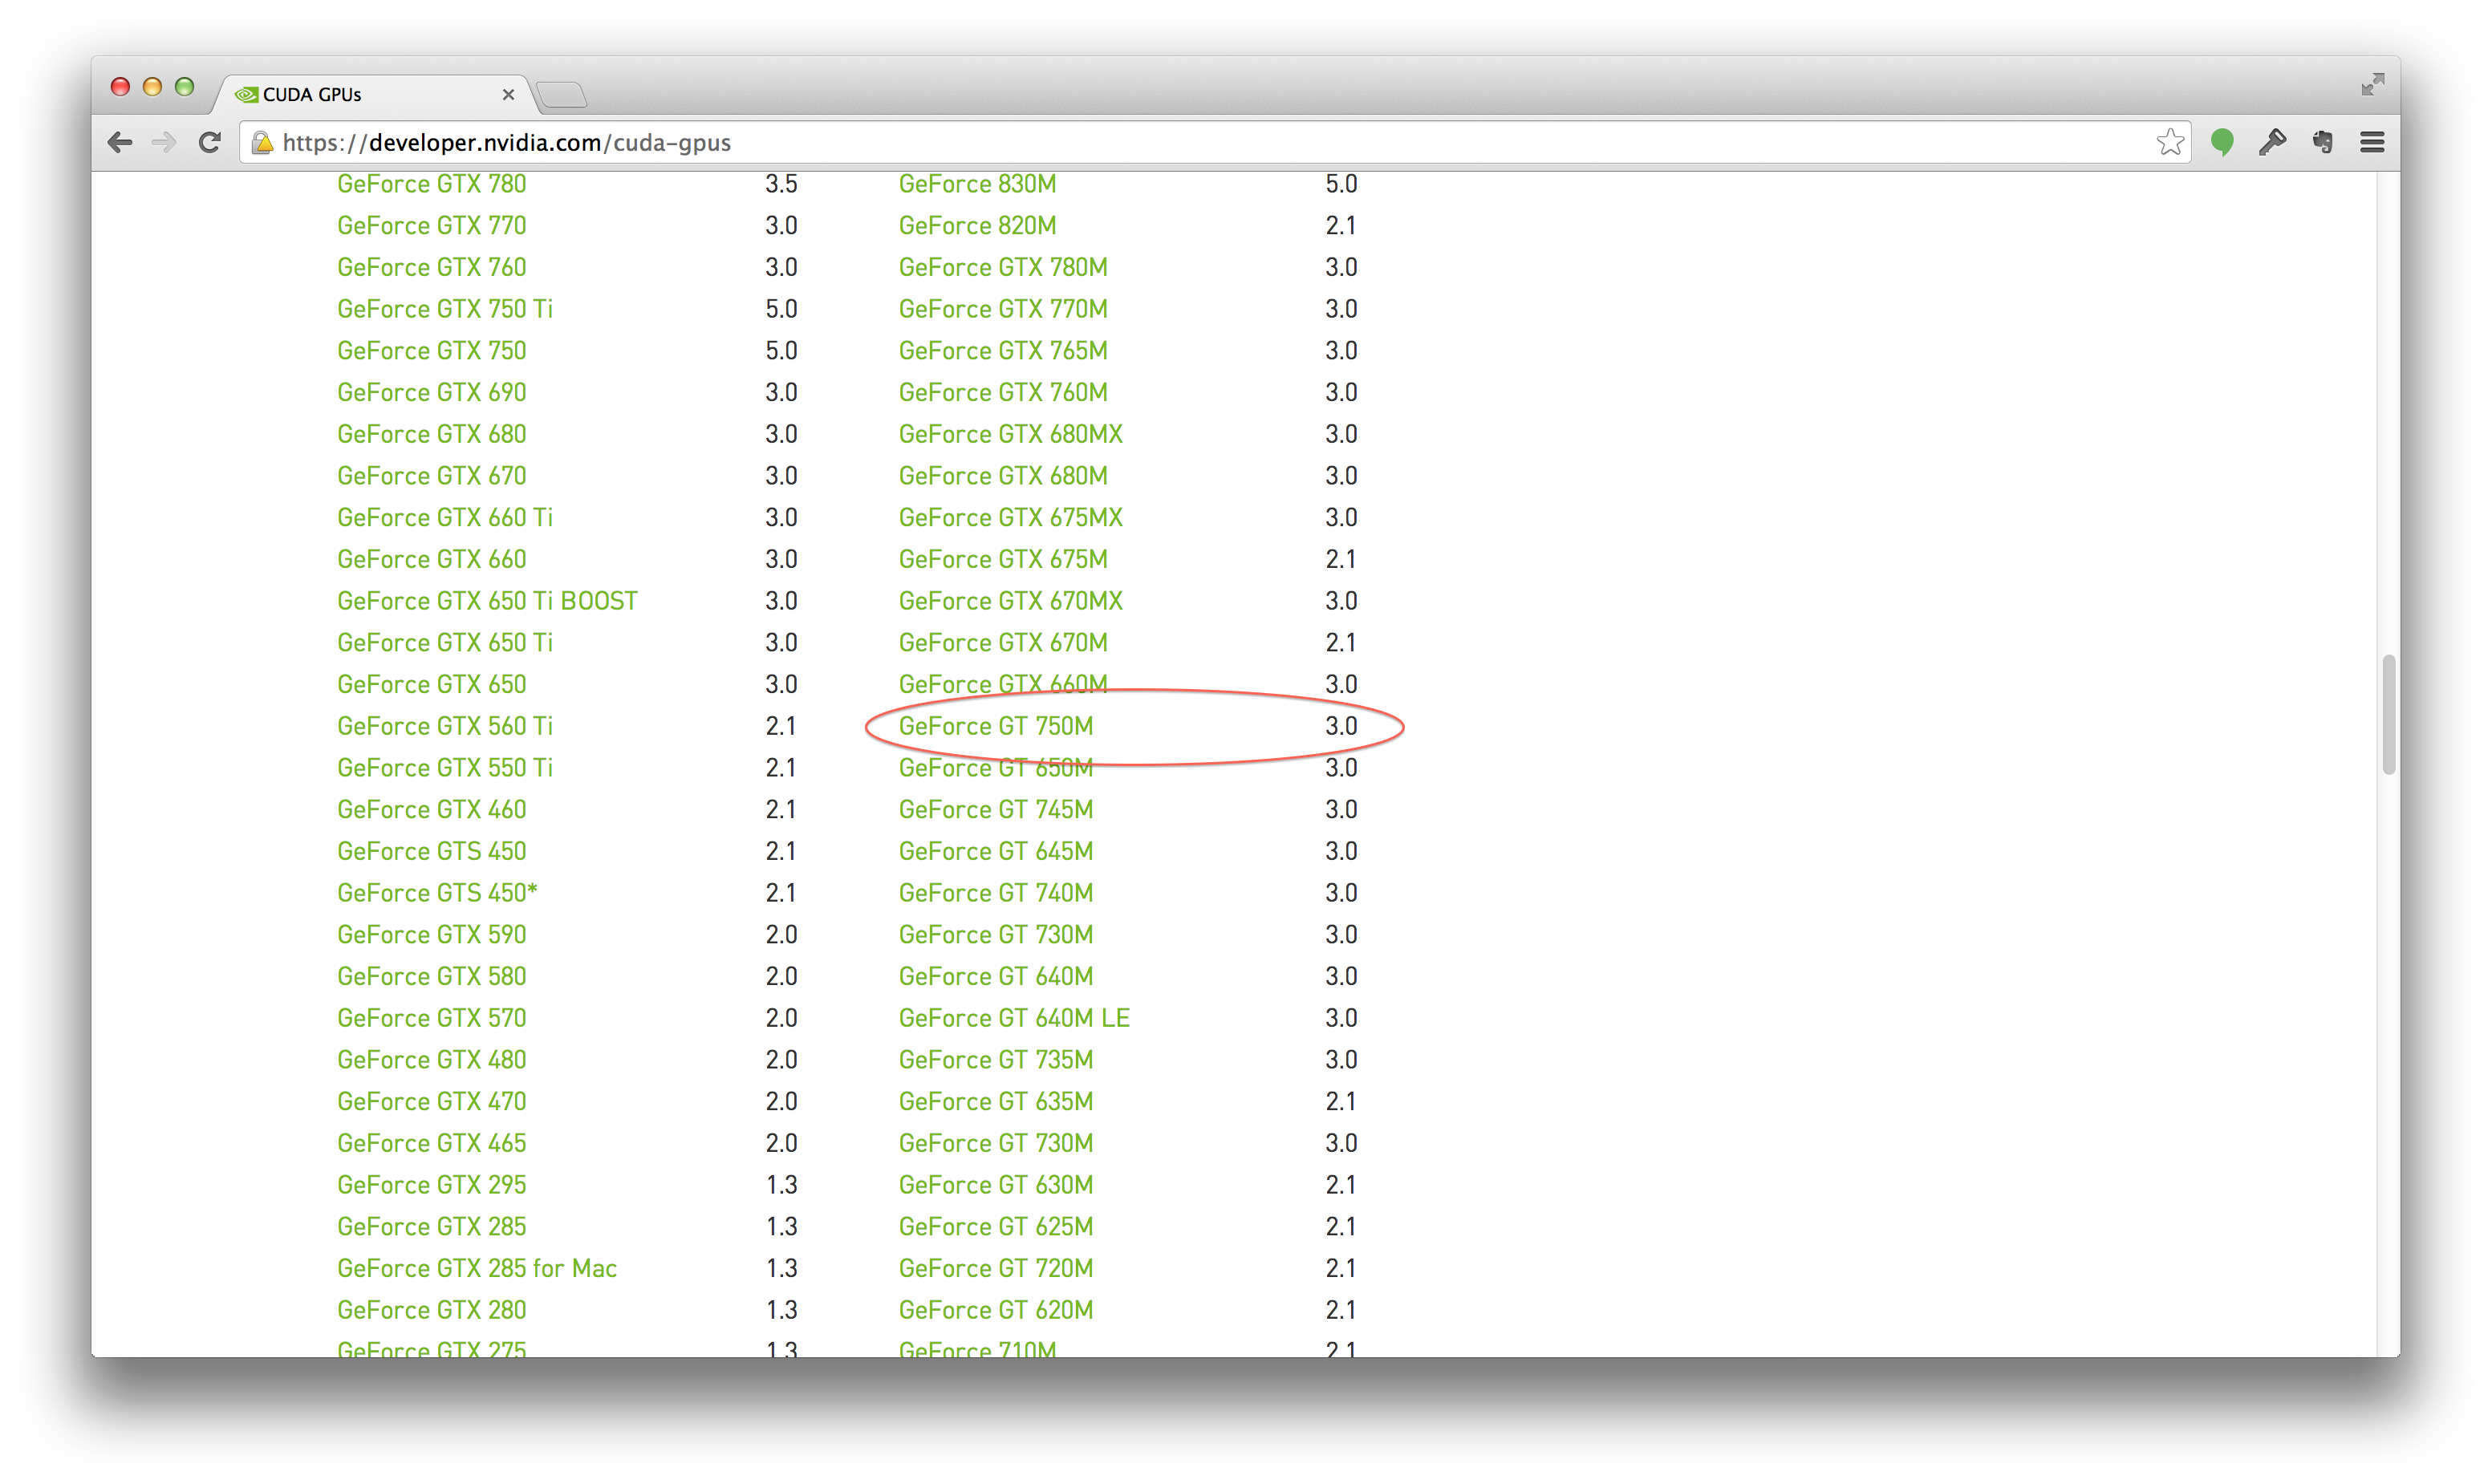 CUDA GPUs
https://developer.nvidia.com/cuda-gpus
GeForce GTX 780 3.5 GeForce 830M 5.0
GeForce GTX 770 3.0 GeForce 820M 2.1
GeForce GTX 760 3.0 GeForce GTX 780M 3.0
GeForce GTX 750 Ti 5.0 GeForce GTX 770M 3.0
GeForce GTX 750 5.0 GeForce GTX 765M 3.0
GeForce GTX 690 3.0 GeForce GTX 760M 3.0
GeForce GTX 680 3.0 GeForce GTX 680MX 3.0
GeForce GTX 670 3.0 GeForce GTX 680M 3.0
GeForce GTX 660 Ti 3.0 GeForce GTX 675MX 3.0
GeForce GTX 660 3.0 GeForce GTX 675M 2.1
GeForce GTX 650 Ti BOOST 3.0 GeForce GTX 670MX 3.0
GeForce GTX 650 Ti 3.0 GeForce GTX 670M 2.1
GeForce GTX 650 3.0 GeForce GTX 660M 3.0
GeForce GTX 560 Ti 2.1 GeForce GT 750M 3.0
GeForce GTX 550 Ti 2.1 GeForce GT 650M 3.0
GeForce GTX 460 2.1 GeForce GT 745M 3.0
GeForce GTS 450 2.1 GeForce GT 645M 3.0
GeForce GTS 450* 2.1 GeForce GT 740M 3.0
GeForce GTX 590 2.0 GeForce GT 730M 3.0
GeForce GTX 580 2.0 GeForce GT 640M 3.0
GeForce GTX 570 2.0 GeForce GT 640M LE 3.0
GeForce GTX 480 2.0 GeForce GT 735M 3.0
GeForce GTX 470 2.0 GeForce GT 635M 2.1
GeForce GTX 465 2.0 GeForce GT 730M 3.0
GeForce GTX 295 1.3 GeForce GT 630M 2.1
GeForce GTX 285 1.3 GeForce GT 625M 2.1
GeForce GTX 285 for Mac 1.3 GeForce GT 720M 2.1
GeForce GTX 280 1.3 GeForce GT 620M 2.1
GeForce GTX 275 1.3 GeForce 710M 2.1